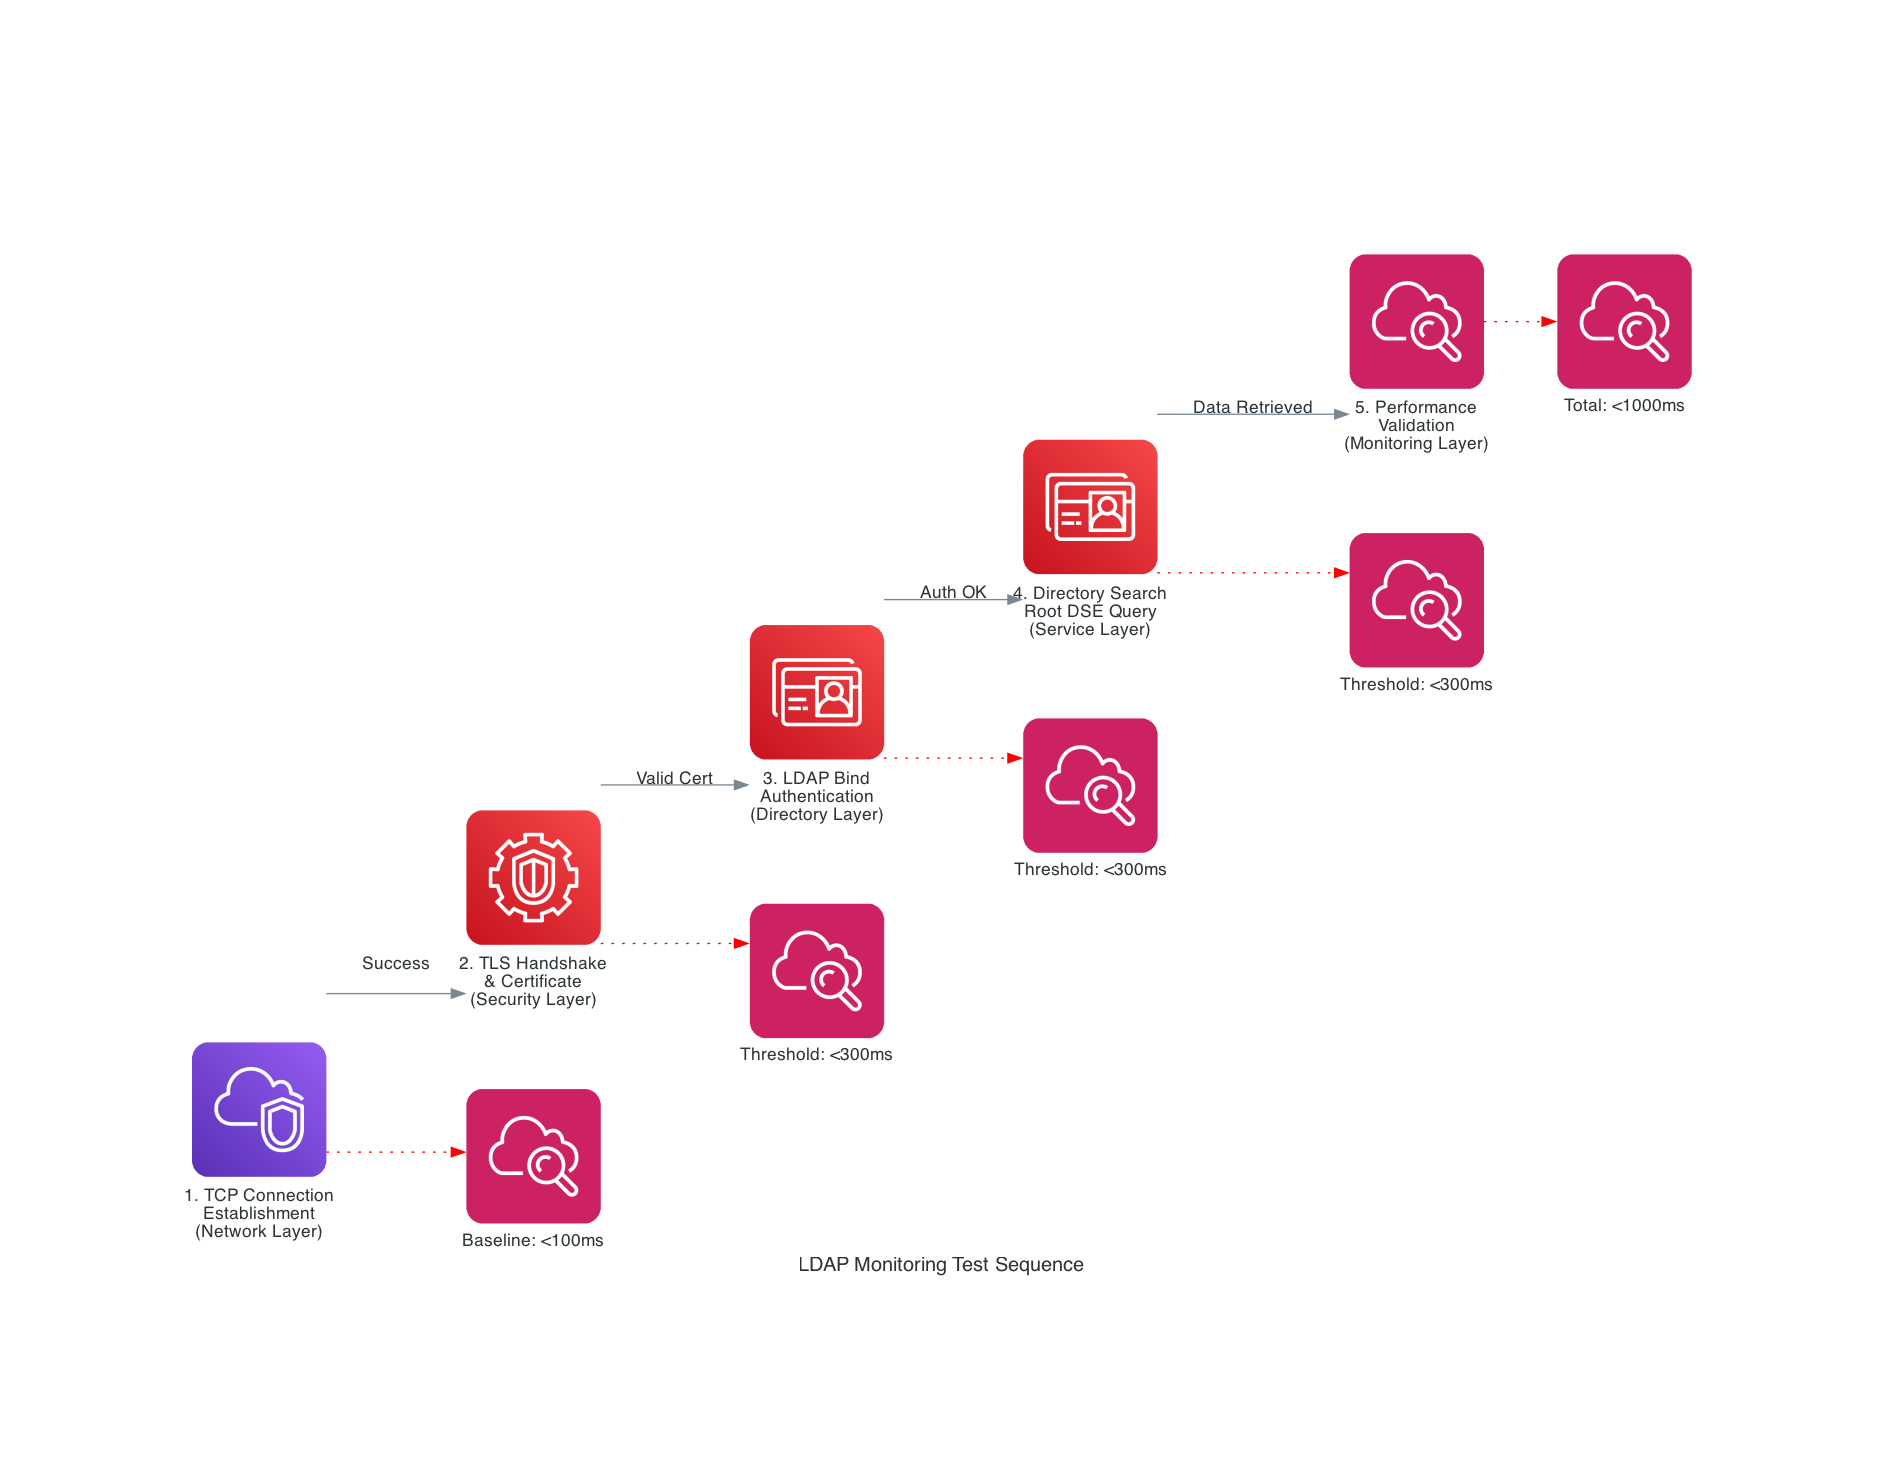 5. Performance
Validation
(Monitoring Layer)
Total: <1000ms
Data Retrieved
4. Directory Search
Root DSE Query
(Service Layer)
Threshold: <300ms
Auth OK
3. LDAP Bind
Authentication
(Directory Layer)
Threshold: <300ms
Valid Cert
2. TLS Handshake
& Certificate
(Security Layer)
Threshold: <300ms
Success
1. TCP Connection
Establishment
(Network Layer)
Baseline: <100ms
LDAP Monitoring Test Sequence